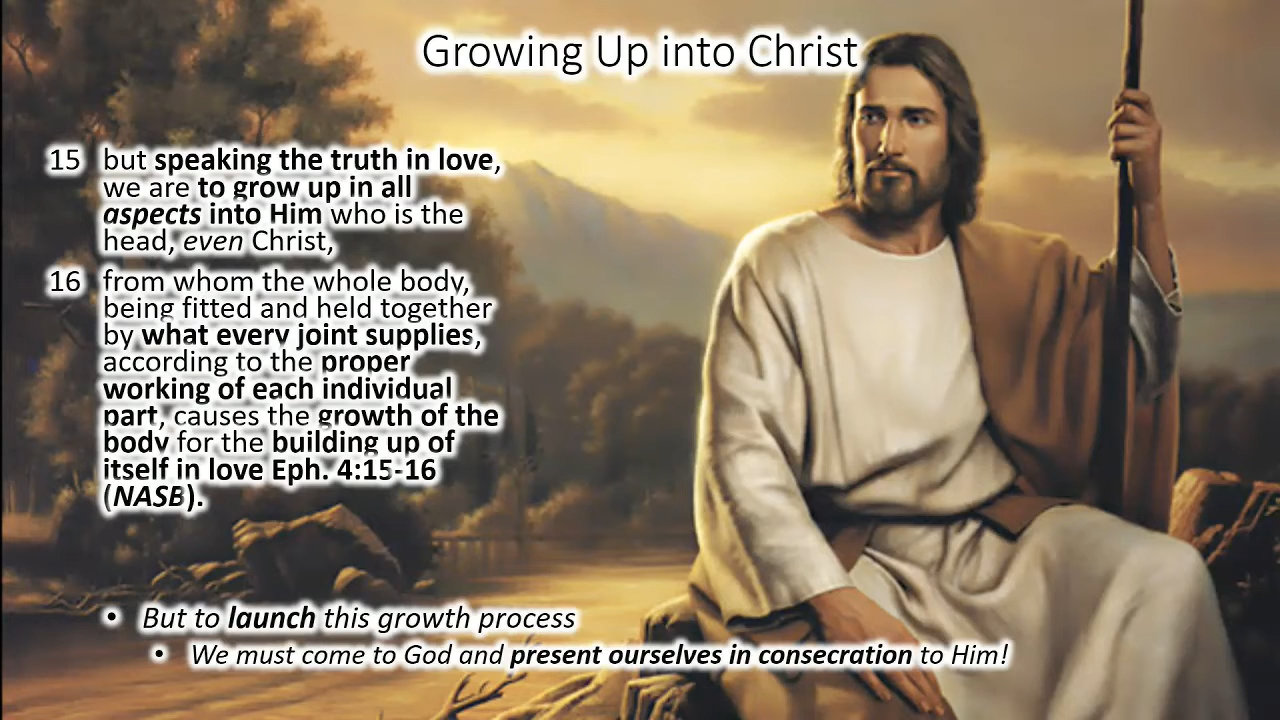 Growing Up into Christ
15 but speaking the truth in love,
we are to grow up in all
aspects into Him who is the
head, even Christ,
16 from whom the whole body,
being fitted and held together
by what every joint supplies,
according to the proper
working of each individual
part, causes the growth of the
body for the building up of
itself in love Eph. 4:15-16
(NASB).
• But to launch this growth process
• We must come to God and present ourselves in consecration to Him!